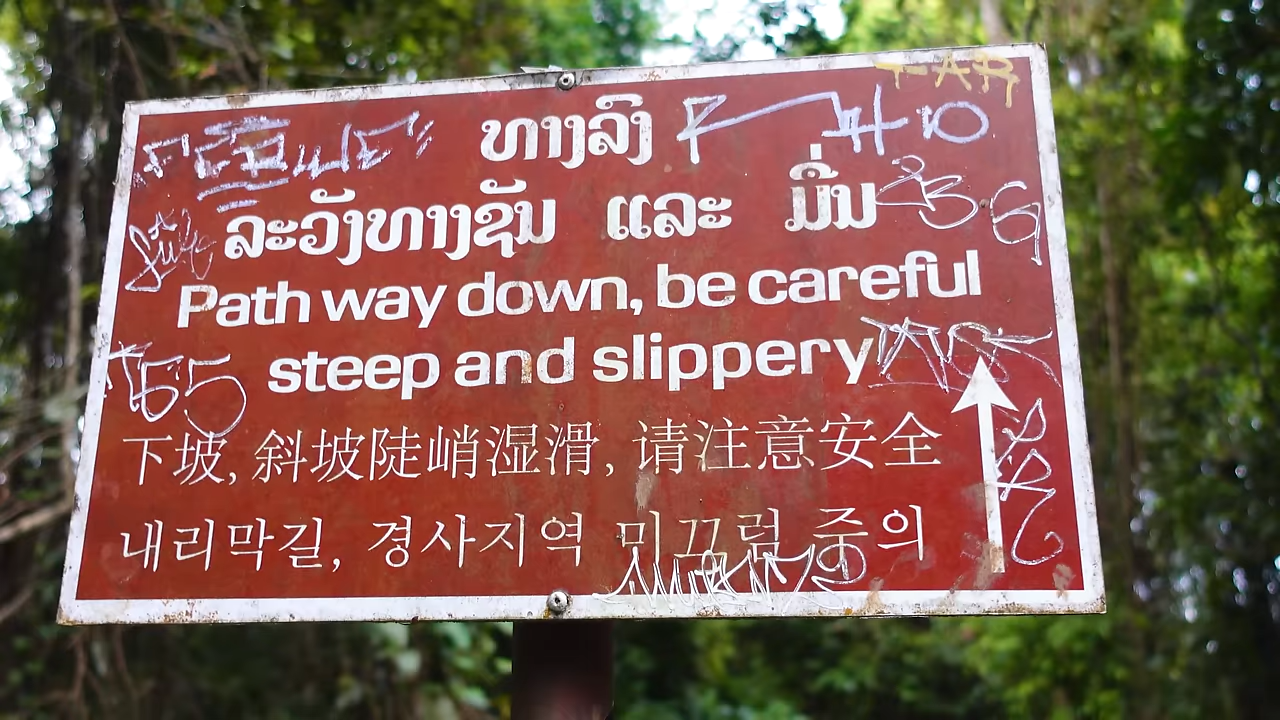 ທາງລົງ
ລະວັງທາງຊັນ ແລະ ມື່ນ
Path way down, be careful
steep and slippery
下坡, 斜坡陡峭湿滑, 请注意安全
내리막길, 경사지역 미끄럼 주의